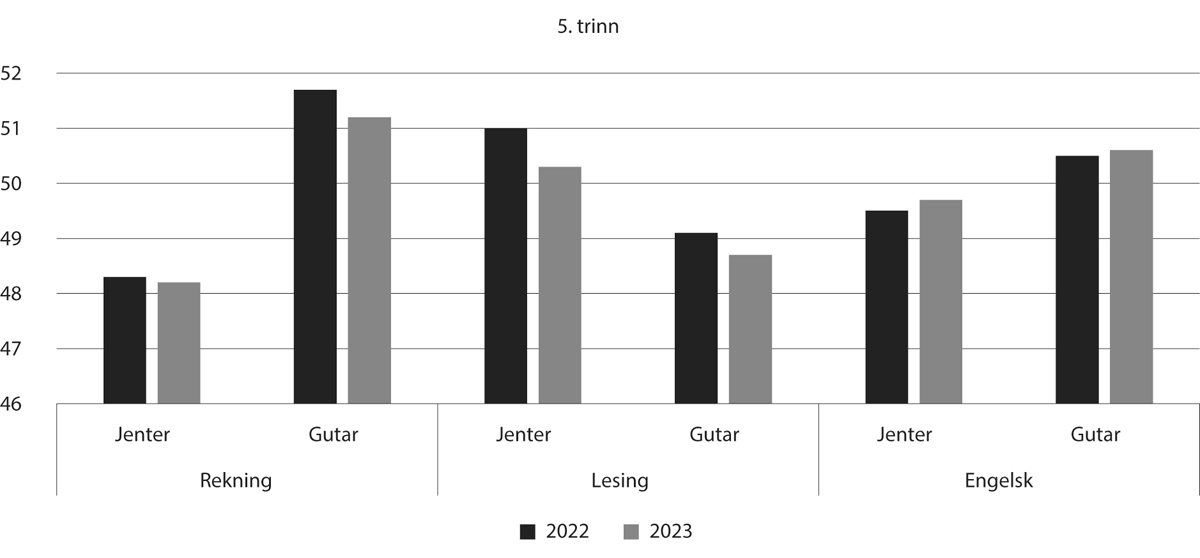 5. trinn
52
51
50
49
48
47
46
Jenter Gutar Jenter Gutar Jenter Gutar
Rekning Lesing Engelsk
2022 2023